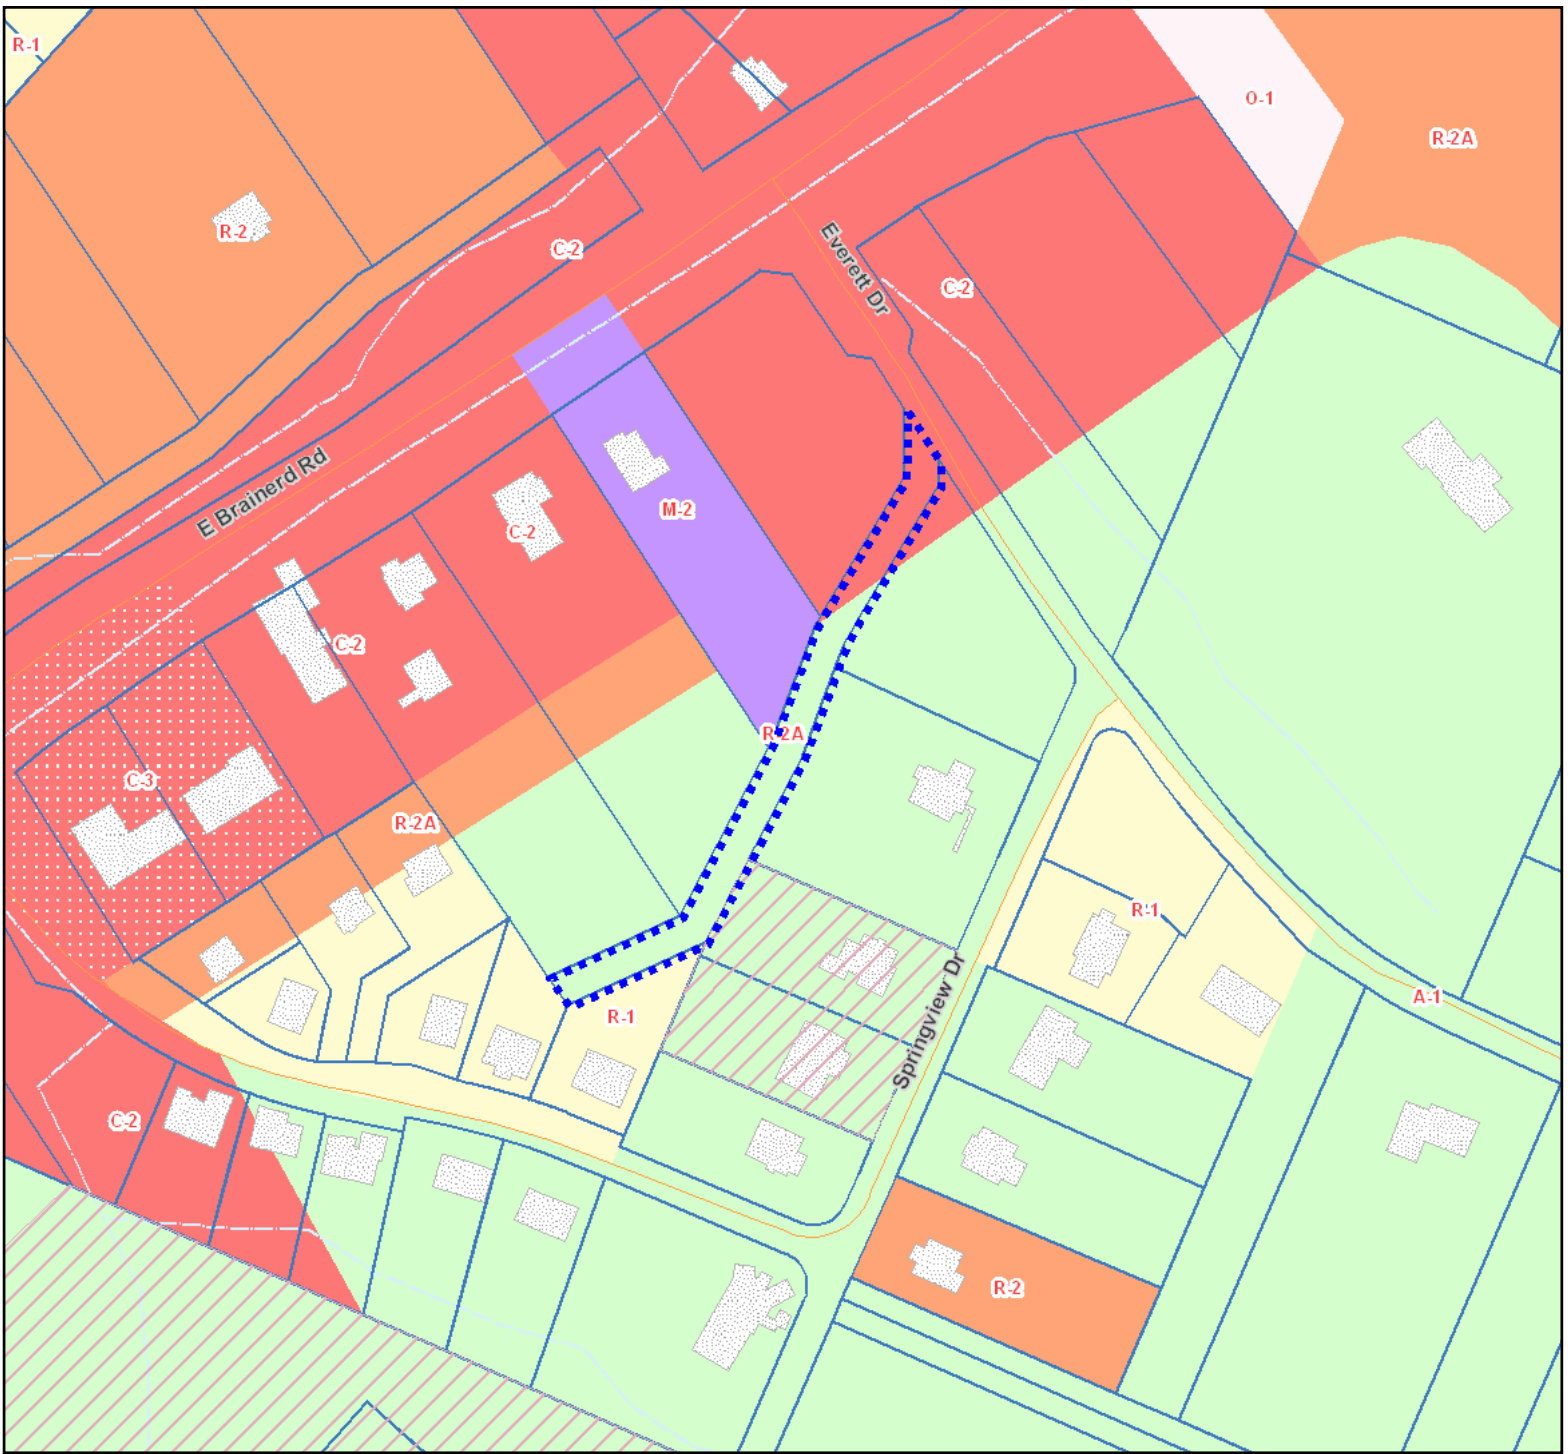 R-1
O-1
R-2A
R-2
C-2
Everett Dr
C-2
E Brainerd Rd
M-2
C-2
C-2
R-2A
C-3
R-2A
R-1
Springview Dr
A-1
R-1
C-2
R-2